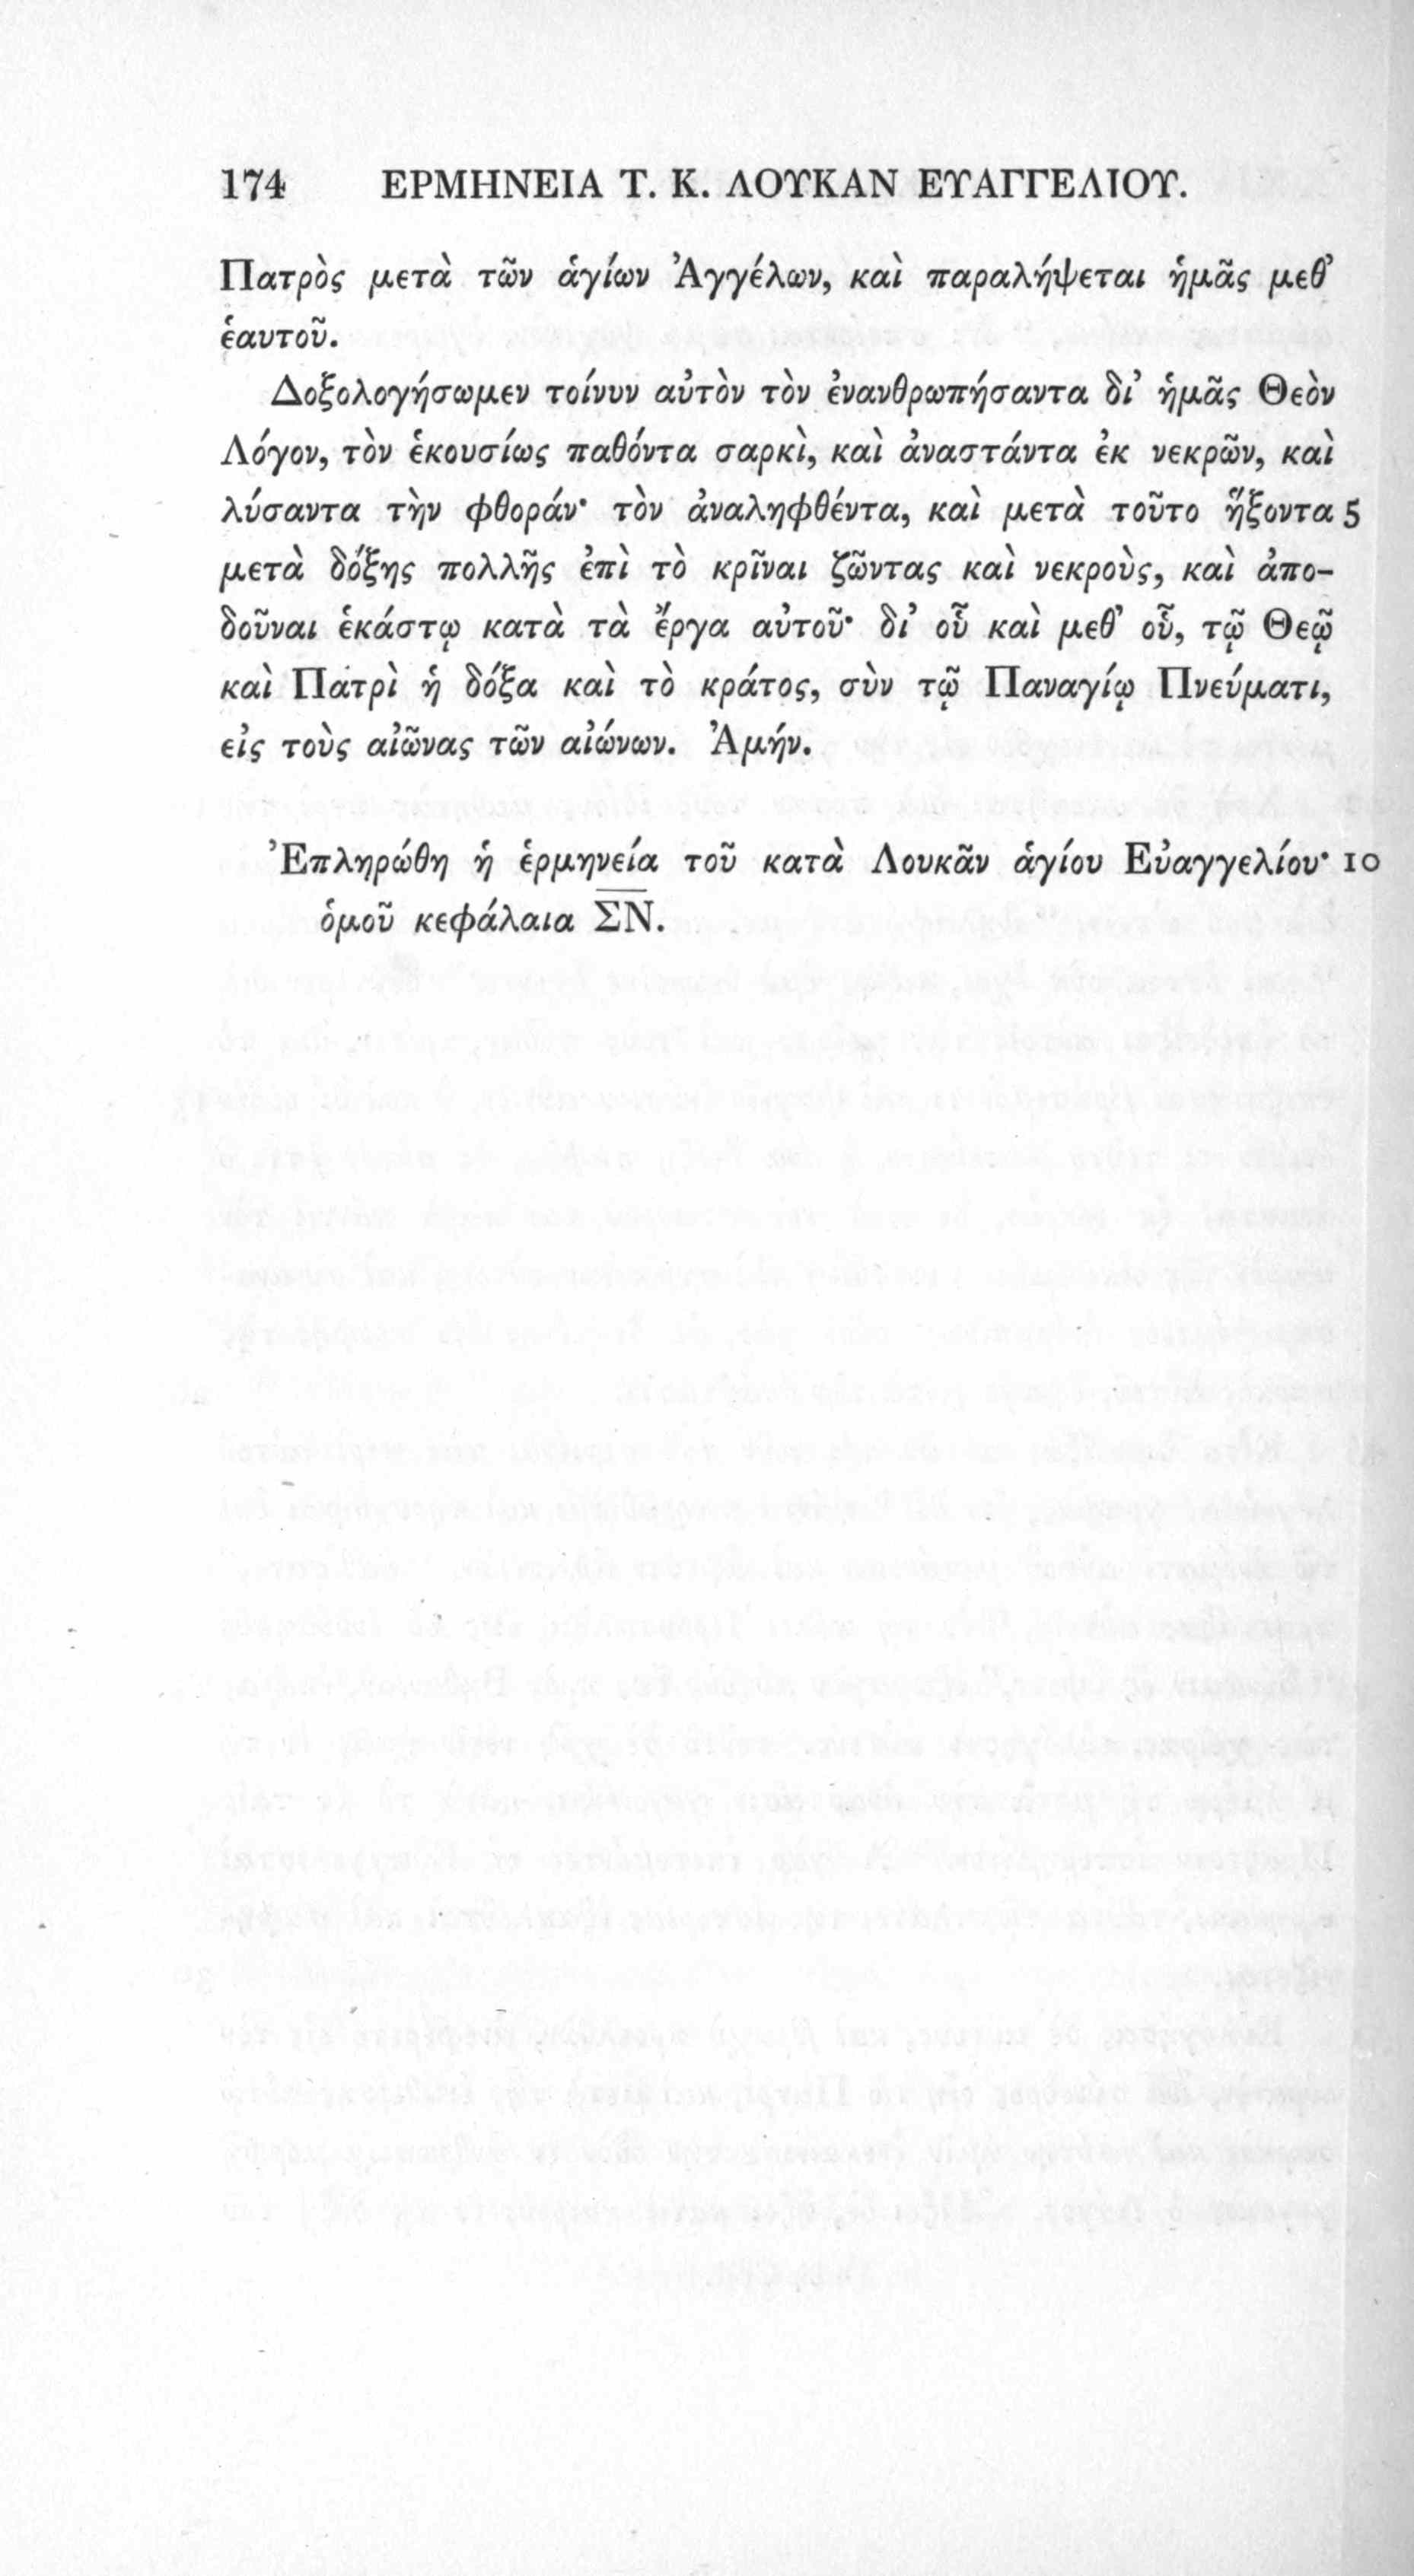 174 ΕΡΜΗΝΕΙΑ Τ. Κ. ΛΟΥΚΑΝ ΕΥΑΓΓΕΛΙΟΥ.
Πατρὸς μετὰ τῶν ἁγίων Ἀγγέλων, καὶ παραλήψεται ἡμᾶς μεθ’
ἑαυτοῦ.
Δοξολογήσωμεν τοίνυν αὐτὸν τὸν ἐνανθρωπήσαντα δι’ ἡμᾶς Θεὸν
Λόγον, τὸν ἑκουσίως παθόντα σαρκὶ, καὶ ἀναστάντα ἐκ νεκρῶν, καὶ
λύσαντα τὴν φθοράν· τὸν ἀναληφθέντα, καὶ μετὰ τοῦτο ἥξοντα 5
μετὰ δόξης πολλῆς ἐπὶ τὸ κρῖναι ζῶντας καὶ νεκροὺς, καὶ ἀπο-
δοῦναι ἑκάστῳ κατὰ τὰ ἔργα αὐτοῦ· δι’ οὗ καὶ μεθ’ οὗ, τῷ Θεῷ
καὶ Πατρὶ ἡ δόξα καὶ τὸ κράτος, σὺν τῷ Παναγίῳ Πνεύματι,
εἰς τοὺς αἰῶνας τῶν αἰώνων. Ἀμήν.
Ἐπληρώθη ἡ ἑρμηνεία τοῦ κατὰ Λουκᾶν ἁγίου Εὐαγγελίου· 10
ὁμοῦ κεφάλαια Σ̅Ν̅.